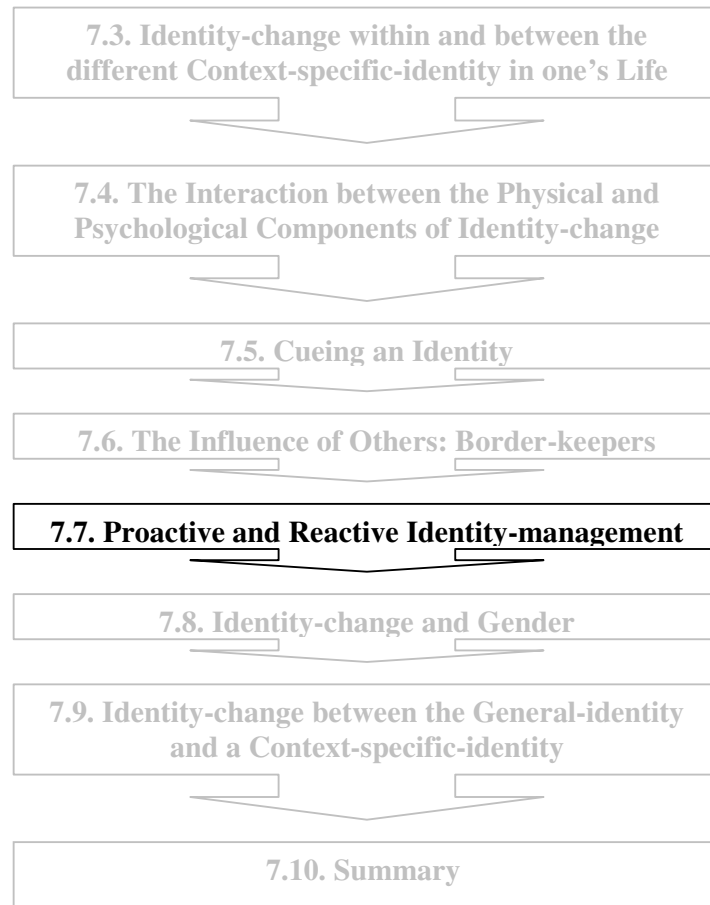 7.3. Identity-change within and between the
different Context-specific-identity in one’s Life
7.4. The Interaction between the Physical and
Psychological Components of Identity-change
7.5. Cueing an Identity
7.6. The Influence of Others: Border-keepers
7.7. Proactive and Reactive Identity-management
7.8. Identity-change and Gender
7.9. Identity-change between the General-identity
and a Context-specific-identity
7.10. Summary